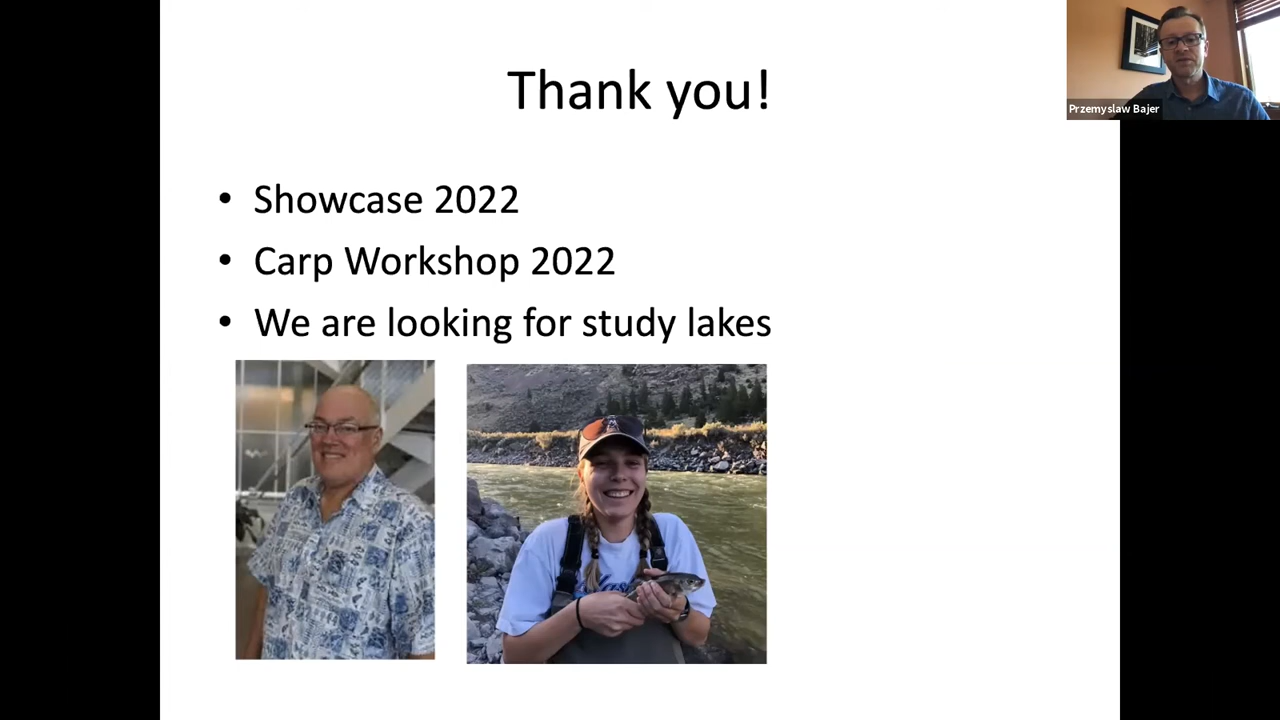 Thank you!
Przemyslaw Bajer
• Showcase 2022
• Carp Workshop 2022
• We are looking for study lakes